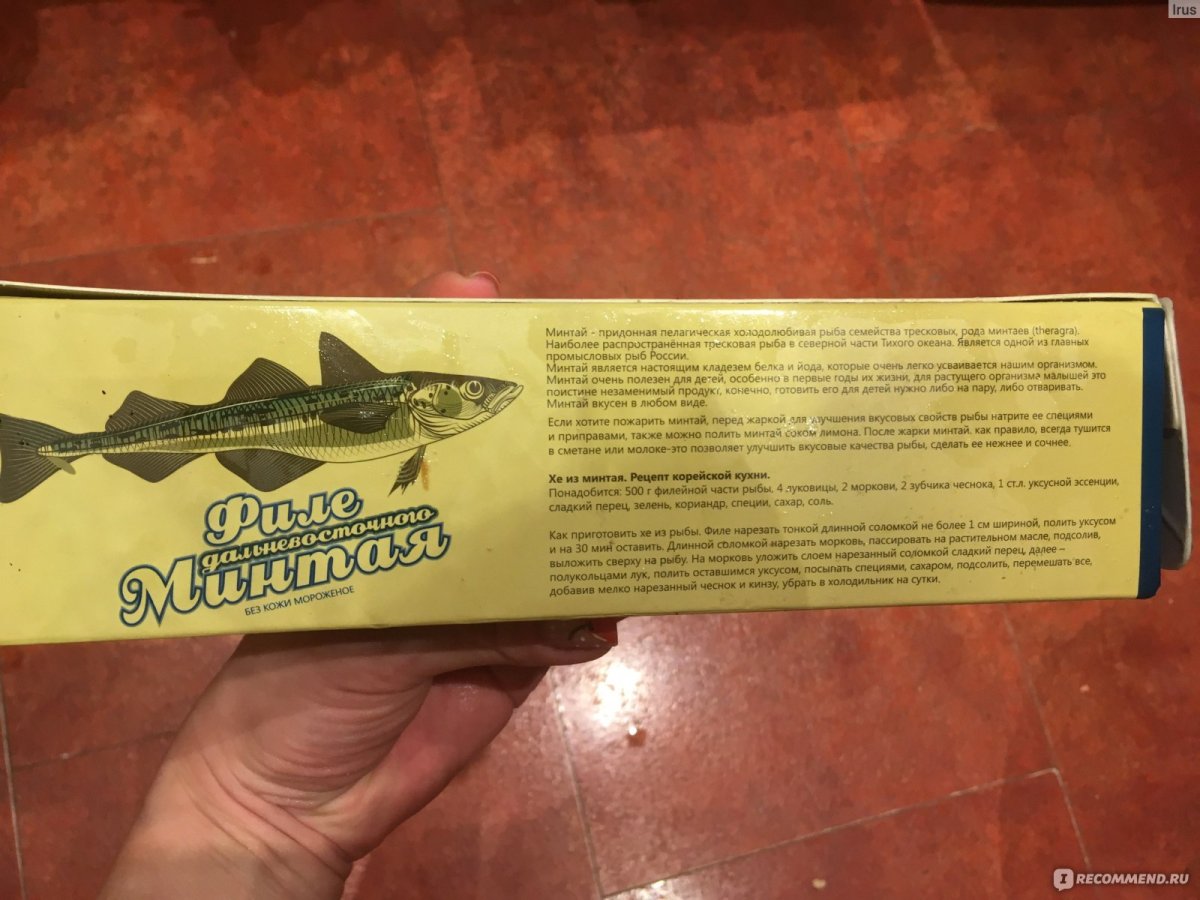 Irus
Минтай - придонная пелагическая холодолюбивая рыба семейства тресковых, рода минтаев (theragra).
Наиболее распространённая тресковая рыба в северной части Тихого океана. Является одной из главных
промысловых рыб России.
Минтай является настоящим кладезем белка и йода, которые очень легко усваивается нашим организмом.
Минтай очень полезен для детей, особенно в первые годы их жизни, для растущего организма малышей это
поистине незаменимый продукт, конечно, готовить его для детей нужно либо на пару, либо отваривать.
Минтай вкусен в любом виде.
Если хотите пожарить минтай, перед жаркой для улучшения вкусовых свойств рыбы натрите ее специями
и приправами, также можно полить минтай соком лимона. После жарки минтай, как правило, всегда тушится
в сметане или молоке-это позволяет улучшить вкусовые качества рыбы, сделать ее нежнее и сочнее.
Хе из минтая. Рецепт корейской кухни.
Понадобится: 500 г филейной части рыбы, 4 луковицы, 2 моркови, 2 зубчика чеснока, 1 ст.л. уксусной эссенции,
сладкий перец, зелень, кориандр, специи, сахар, соль.
Как приготовить хе из рыбы. Филе нарезать тонкой длинной соломкой не более 1 см шириной, полить уксусом
и на 30 мин оставить. Длинной соломкой нарезать морковь, пассировать на растительном масле, подсолив,
выложить сверху на рыбу. На морковь уложить слоем нарезанный соломкой сладкий перец, далее –
полукольцами лук, полить оставшимся уксусом, посыпать специями, сахаром, подсолить, перемешать все,
добавив мелко нарезанный чеснок и кинзу, убрать в холодильник на сутки.
Филе
дальневосточного
Минтая
БЕЗ КОЖИ МОРОЖЕНОЕ
IRECOMMEND.RU